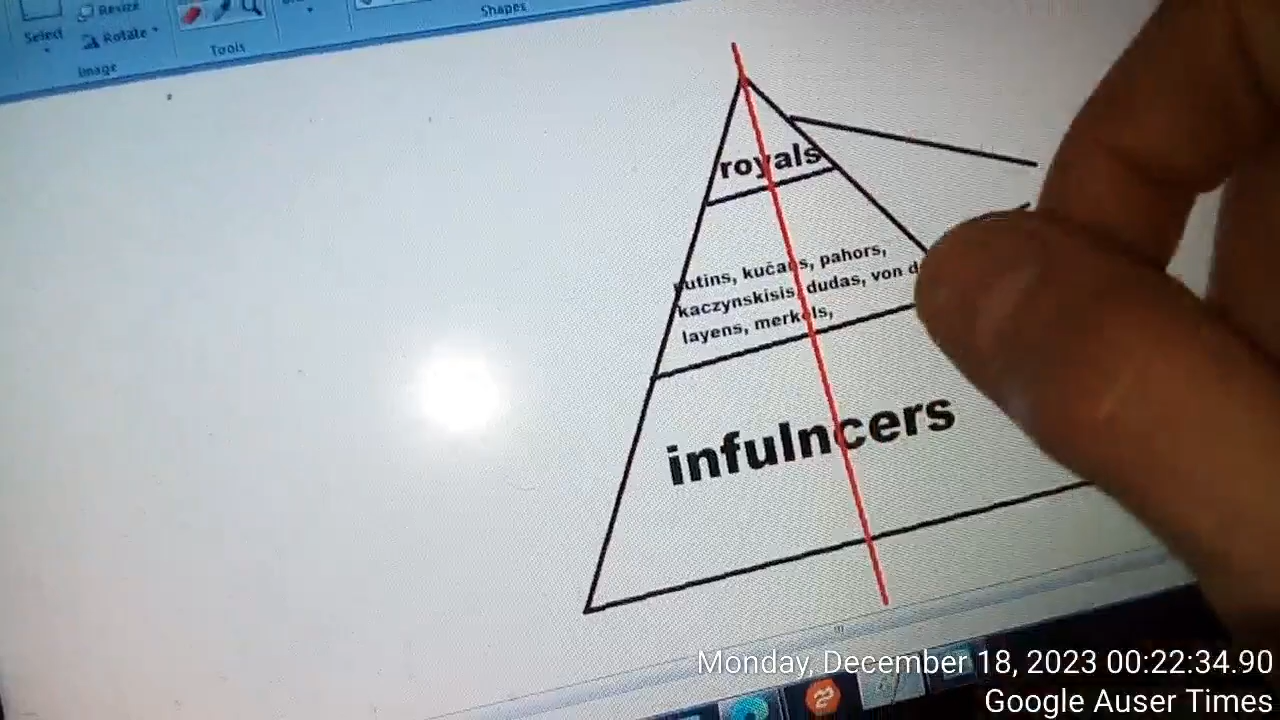 Select
Resize
Rotate
Image
Tools
Shapes
royals
utins, kučans, pahors,
kaczynskisis, dudas, von d
layens, merkels,
infulncers
Monday, December 18, 2023 00:22:34.90
Google Auser Times